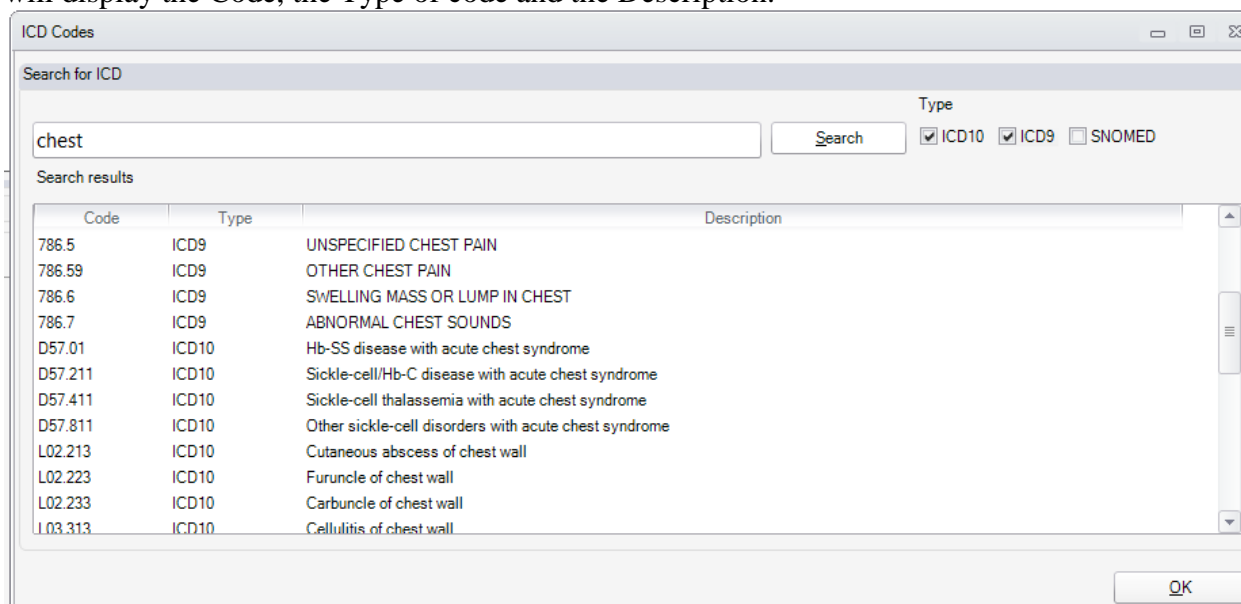 will display the Code, the Type of code and the Description.
ICD Codes
Search for ICD
Type
chest Search ICD10 ICD9 SNOMED
Search results
Code Type Description
786.5 ICD9 UNSPECIFIED CHEST PAIN
786.59 ICD9 OTHER CHEST PAIN
786.6 ICD9 SWELLING MASS OR LUMP IN CHEST
786.7 ICD9 ABNORMAL CHEST SOUNDS
D57.01 ICD10 Hb-SS disease with acute chest syndrome
D57.211 ICD10 Sickle-cell/Hb-C disease with acute chest syndrome
D57.411 ICD10 Sickle-cell thalassemia with acute chest syndrome
D57.811 ICD10 Other sickle-cell disorders with acute chest syndrome
L02.213 ICD10 Cutaneous abscess of chest wall
L02.223 ICD10 Furuncle of chest wall
L02.233 ICD10 Carbuncle of chest wall
L03.313 ICD10 Cellulitis of chest wall
OK